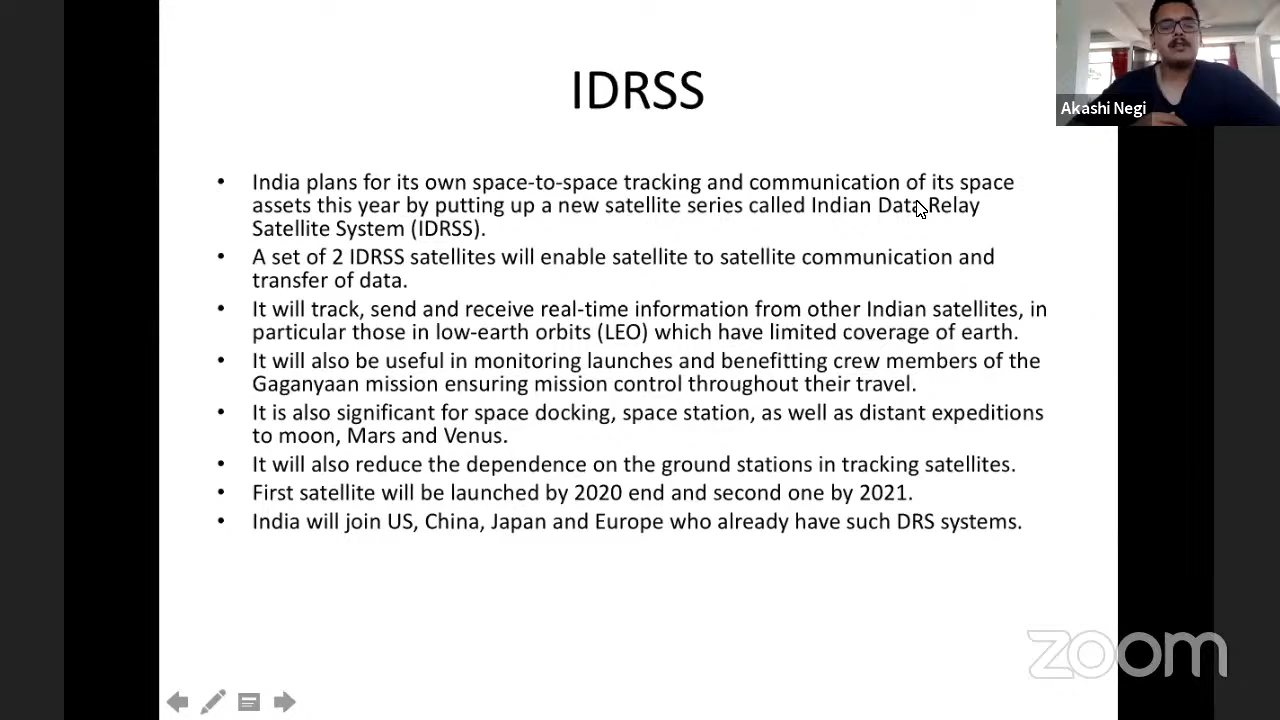 IDRSS
Akashi Negi
• India plans for its own space-to-space tracking and communication of its space
assets this year by putting up a new satellite series called Indian Data Relay
Satellite System (IDRSS).
• A set of 2 IDRSS satellites will enable satellite to satellite communication and
transfer of data.
• It will track, send and receive real-time information from other Indian satellites, in
particular those in low-earth orbits (LEO) which have limited coverage of earth.
• It will also be useful in monitoring launches and benefitting crew members of the
Gaganyaan mission ensuring mission control throughout their travel.
• It is also significant for space docking, space station, as well as distant expeditions
to moon, Mars and Venus.
• It will also reduce the dependence on the ground stations in tracking satellites.
• First satellite will be launched by 2020 end and second one by 2021.
• India will join US, China, Japan and Europe who already have such DRS systems.
zoom